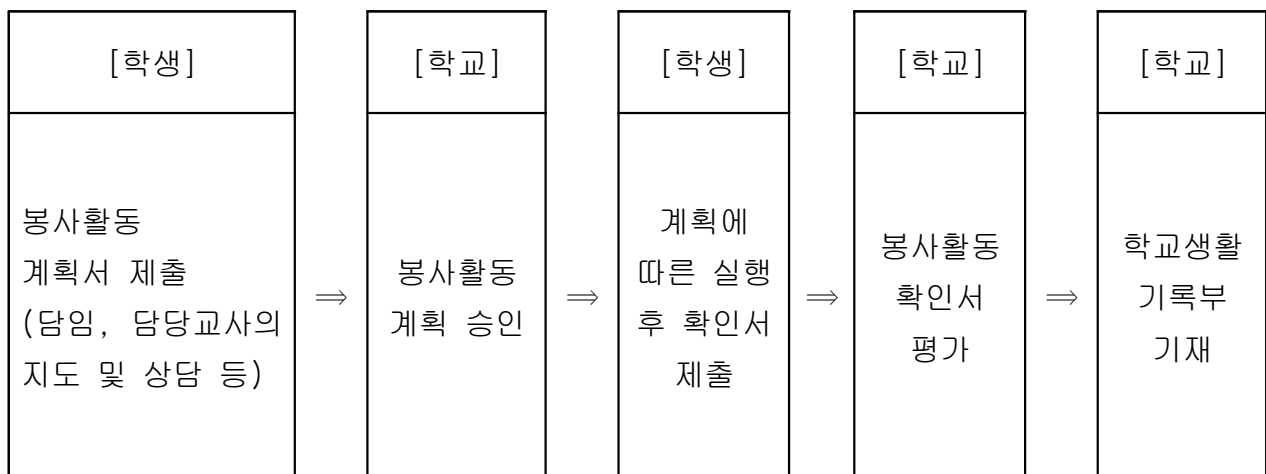 [학생]
봉사활동
계획서 제출
(담임, 담당교사의
지도 및 상담 등)
⇒
[학교]
봉사활동
계획 승인
⇒
[학생]
계획에
따른 실행
후 확인서
제출
⇒
[학교]
봉사활동
확인서
평가
⇒
[학교]
학교생활
기록부
기재